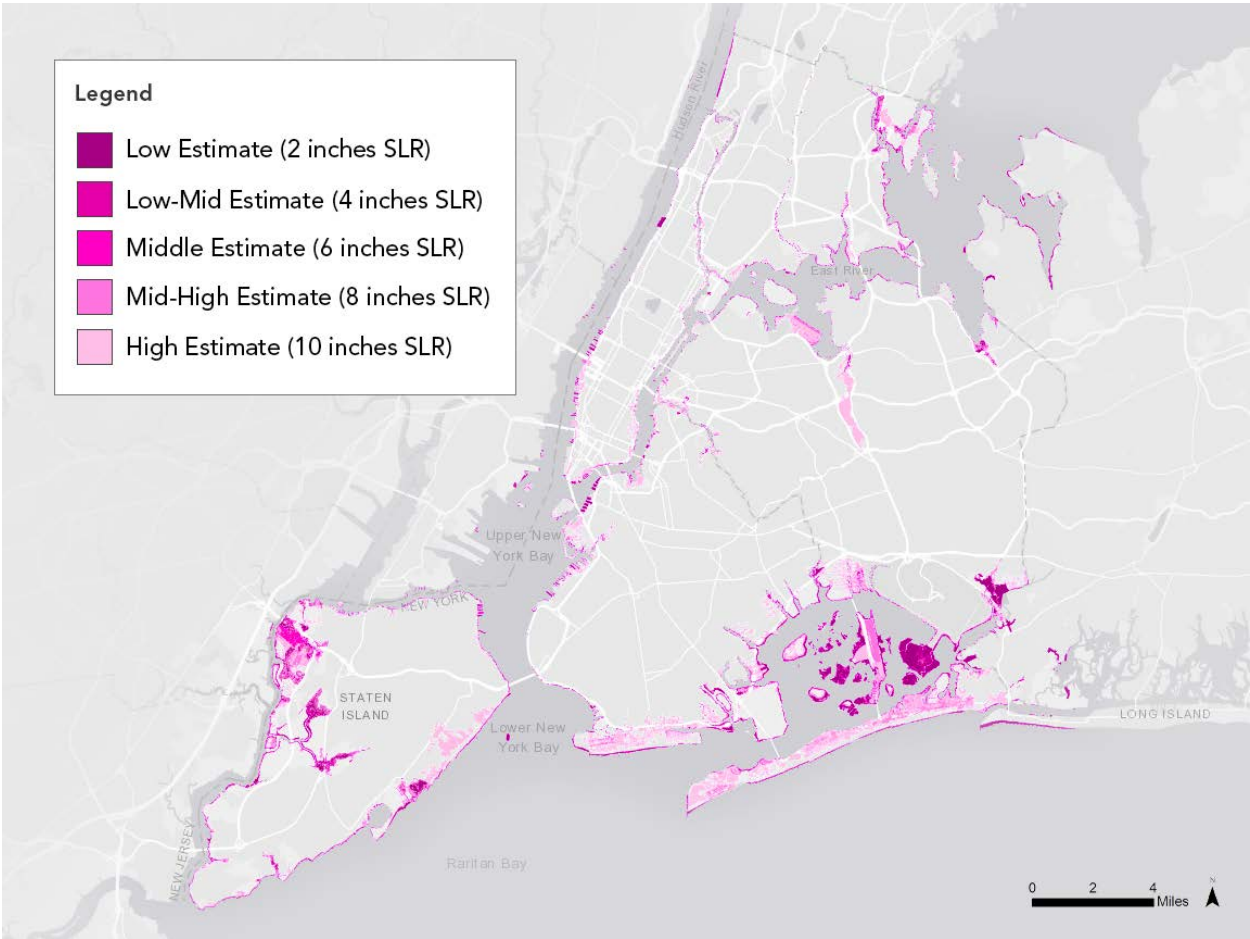 Legend
Low Estimate (2 inches SLR)
Low-Mid Estimate (4 inches SLR)
Middle Estimate (6 inches SLR)
Mid-High Estimate (8 inches SLR)
High Estimate (10 inches SLR)
Hudson River
East River
Upper New
York Bay
NEW YORK
STATEN
ISLAND
Lower New
York Bay
LONG ISLAND
NEW JERSEY
Raritan Bay
0 2 4
Miles
N